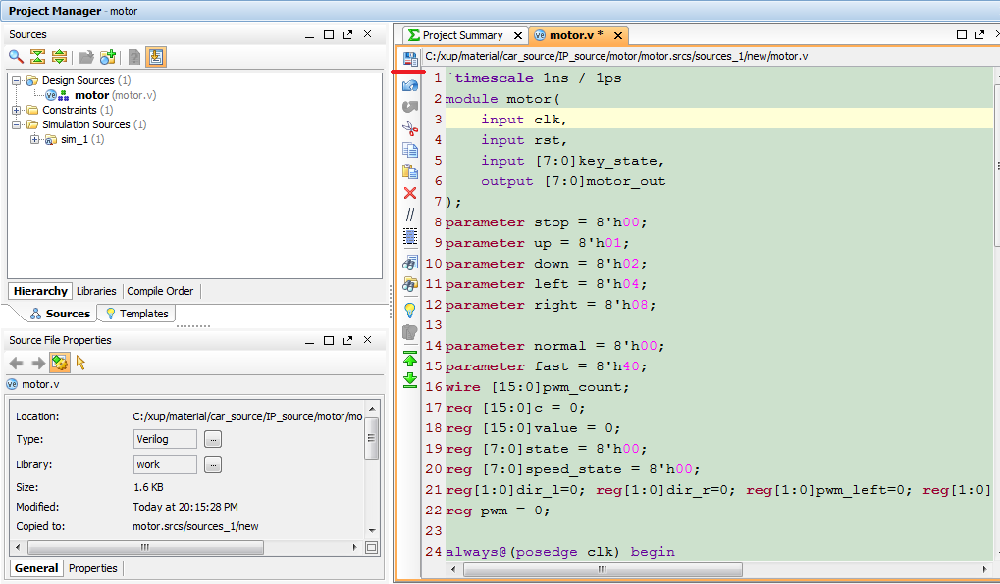 Project Manager - motor
Sources
Design Sources (1)
motor (motor.v)
Constraints (1)
Simulation Sources (1)
sim_1 (1)
Hierarchy Libraries Compile Order
Sources Templates
Source File Properties
motor.v
Location: C:/xup/material/car_source/IP_source/motor/mo
Type: Verilog ...
Library: work ...
Size: 1.6 KB
Modified: Today at 20:15:28 PM
Copied to: motor.srcs/sources_1/new
General Properties
Project Summary motor.v *
C:/xup/material/car_source/IP_source/motor/motor.srcs/sources_1/new/motor.v
1 `timescale 1ns / 1ps
2 module motor(
3 input clk,
4 input rst,
5 input [7:0]key_state,
6 output [7:0]motor_out
7 );
8 parameter stop = 8'h00;
9 parameter up = 8'h01;
10 parameter down = 8'h02;
11 parameter left = 8'h04;
12 parameter right = 8'h08;
13
14 parameter normal = 8'h00;
15 parameter fast = 8'h40;
16 wire [15:0]pwm_count;
17 reg [15:0]c = 0;
18 reg [15:0]value = 0;
19 reg [7:0]state = 8'h00;
20 reg [7:0]speed_state = 8'h00;
21 reg[1:0]dir_l=0; reg[1:0]dir_r=0; reg[1:0]pwm_left=0; reg[1:0]
22 reg pwm = 0;
23
24 always@(posedge clk) begin